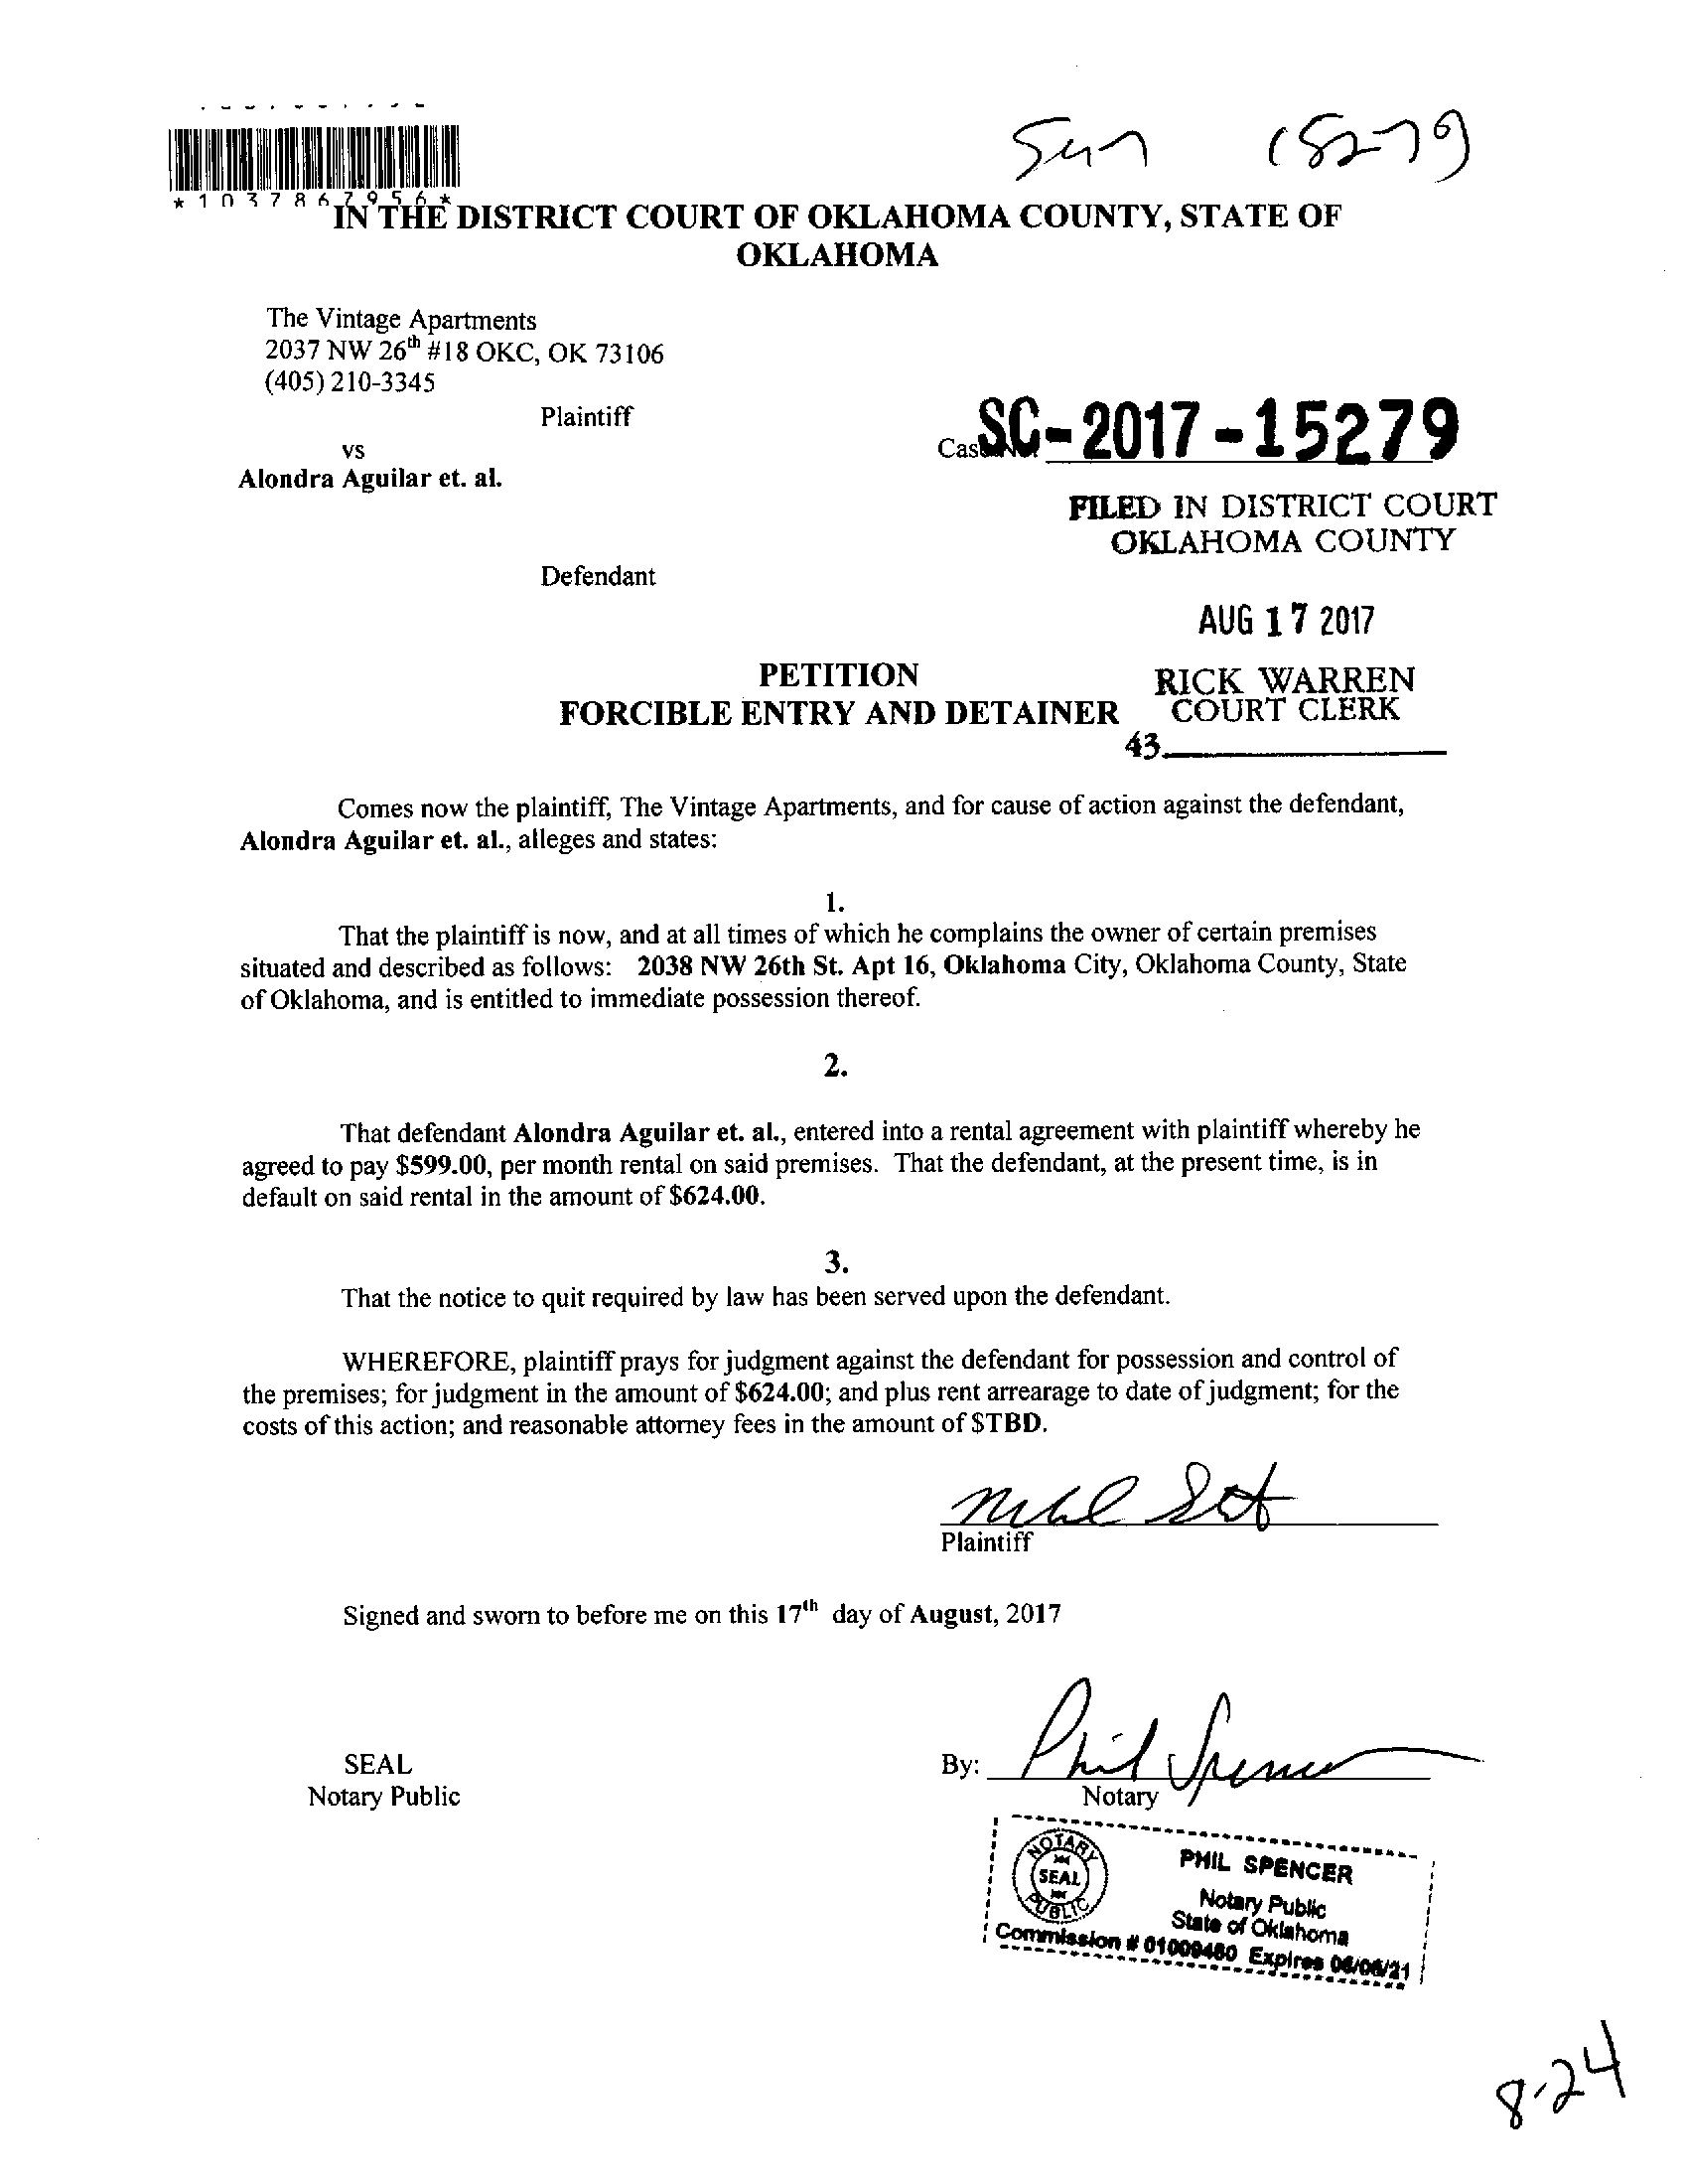 *1037867956*
15279
IN THE DISTRICT COURT OF OKLAHOMA COUNTY, STATE OF
OKLAHOMA
The Vintage Apartments
2037 NW 26th #18 OKC, OK 73106
(405) 210-3345
Plaintiff
vs
Alondra Aguilar et. al.
Defendant
SC-2017-15279
FILED IN DISTRICT COURT
OKLAHOMA COUNTY
AUG 17 2017
RICK WARREN
COURT CLERK
43
PETITION
FORCIBLE ENTRY AND DETAINER
Comes now the plaintiff, The Vintage Apartments, and for cause of action against the defendant,
Alondra Aguilar et. al., alleges and states:
1.
That the plaintiff is now, and at all times of which he complains the owner of certain premises
situated and described as follows: 2038 NW 26th St. Apt 16, Oklahoma City, Oklahoma County, State
of Oklahoma, and is entitled to immediate possession thereof.
2.
That defendant Alondra Aguilar et. al., entered into a rental agreement with plaintiff whereby he
agreed to pay $599.00, per month rental on said premises. That the defendant, at the present time, is in
default on said rental in the amount of $624.00.
3.
That the notice to quit required by law has been served upon the defendant.
WHEREFORE, plaintiff prays for judgment against the defendant for possession and control of
the premises; for judgment in the amount of $624.00; and plus rent arrearage to date of judgment; for the
costs of this action; and reasonable attorney fees in the amount of $TBD.
Plaintiff
Signed and sworn to before me on this 17th day of August, 2017
SEAL
Notary Public
By: Phil Spencer
Notary
NOTARY
SEAL
PUBLIC
PHIL SPENCER
Notary Public
State of Oklahoma
Commission # 01009480 Expires 06/06/21
8-24